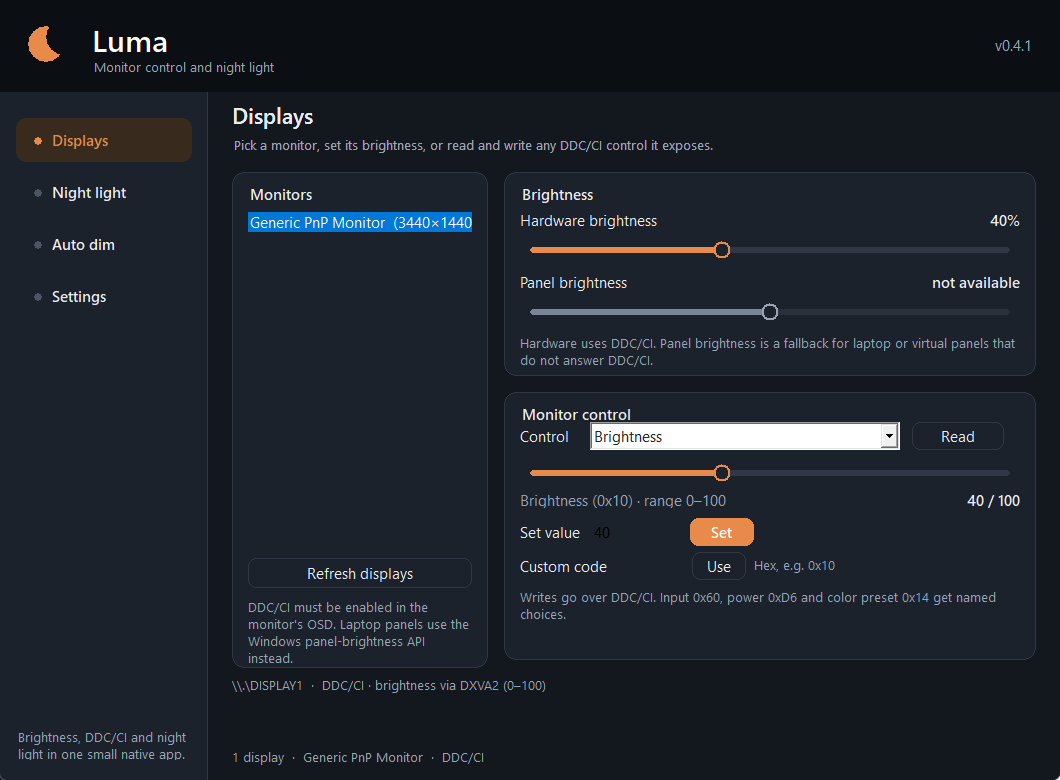 Luma
Monitor control and night light
v0.4.1
Displays
Night light
Auto dim
Settings
Brightness, DDC/CI and night
light in one small native app.
Displays
Pick a monitor, set its brightness, or read and write any DDC/CI control it exposes.
Monitors
Generic PnP Monitor (3440×1440
Refresh displays
DDC/CI must be enabled in the
monitor's OSD. Laptop panels use the
Windows panel-brightness API
instead.
Brightness
Hardware brightness 40%
Panel brightness not available
Hardware uses DDC/CI. Panel brightness is a fallback for laptop or virtual panels that
do not answer DDC/CI.
Monitor control
Control Brightness Read
Brightness (0x10) · range 0–100 40 / 100
Set value 40 Set
Custom code Use Hex, e.g. 0x10
Writes go over DDC/CI. Input 0x60, power 0xD6 and color preset 0x14 get named
choices.
\\.\DISPLAY1 · DDC/CI · brightness via DXVA2 (0–100)
1 display · Generic PnP Monitor · DDC/CI